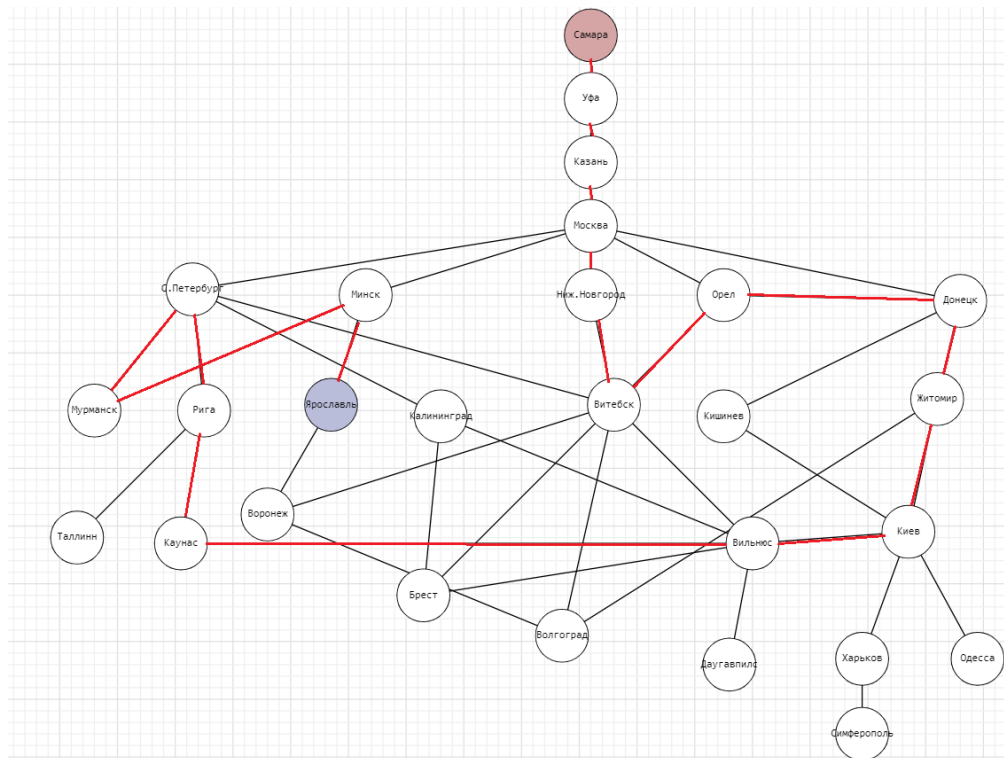 Самара
Уфа
Казань
Москва
С.Петербург
Минск
Ниж.Новгород
Орел
Донецк
Мурманск
Рига
Ярославль
Калининград
Витебск
Кишинев
Житомир
Воронеж
Таллинн
Каунас
Вильнюс
Киев
Брест
Волгоград
Даугавпилс
Харьков
Одесса
Симферополь